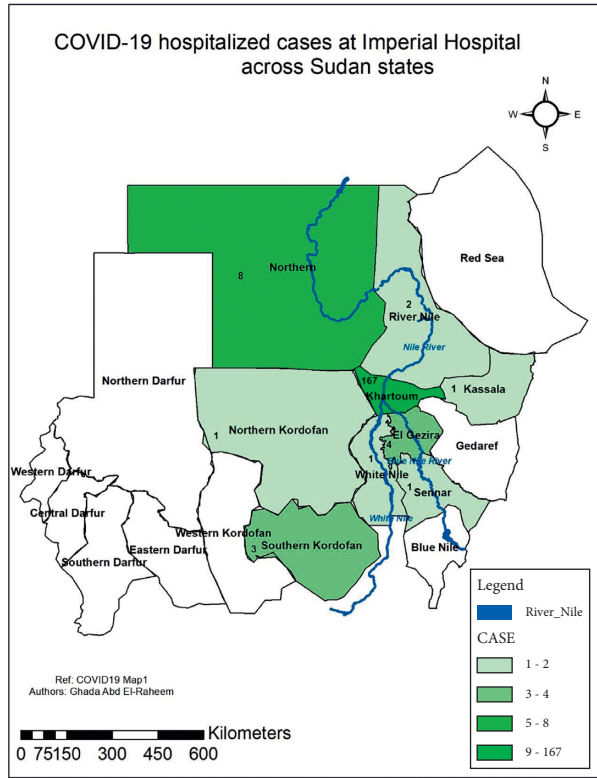 COVID-19 hospitalized cases at Imperial Hospital
across Sudan states
N
W
E
S
Red Sea
Northern
8
2
River Nile
Nile River
Northern Darfur
167
Khartoum
1
Kassala
Northern Kordofan
1
El Gezira
4
Gedaref
Blue Nile River
1
White Nile
Western Darfur
1
Sennar
Central Darfur
White Nile
Western Kordofan
Eastern Darfur
3
Southern Kordofan
Blue Nile
Southern Darfur
Legend
River_Nile
CASE
1 - 2
3 - 4
5 - 8
9 - 167
Ref: COVID19 Map1
Authors: Ghada Abd El-Raheem
Kilometers
0 75150 300 450 600